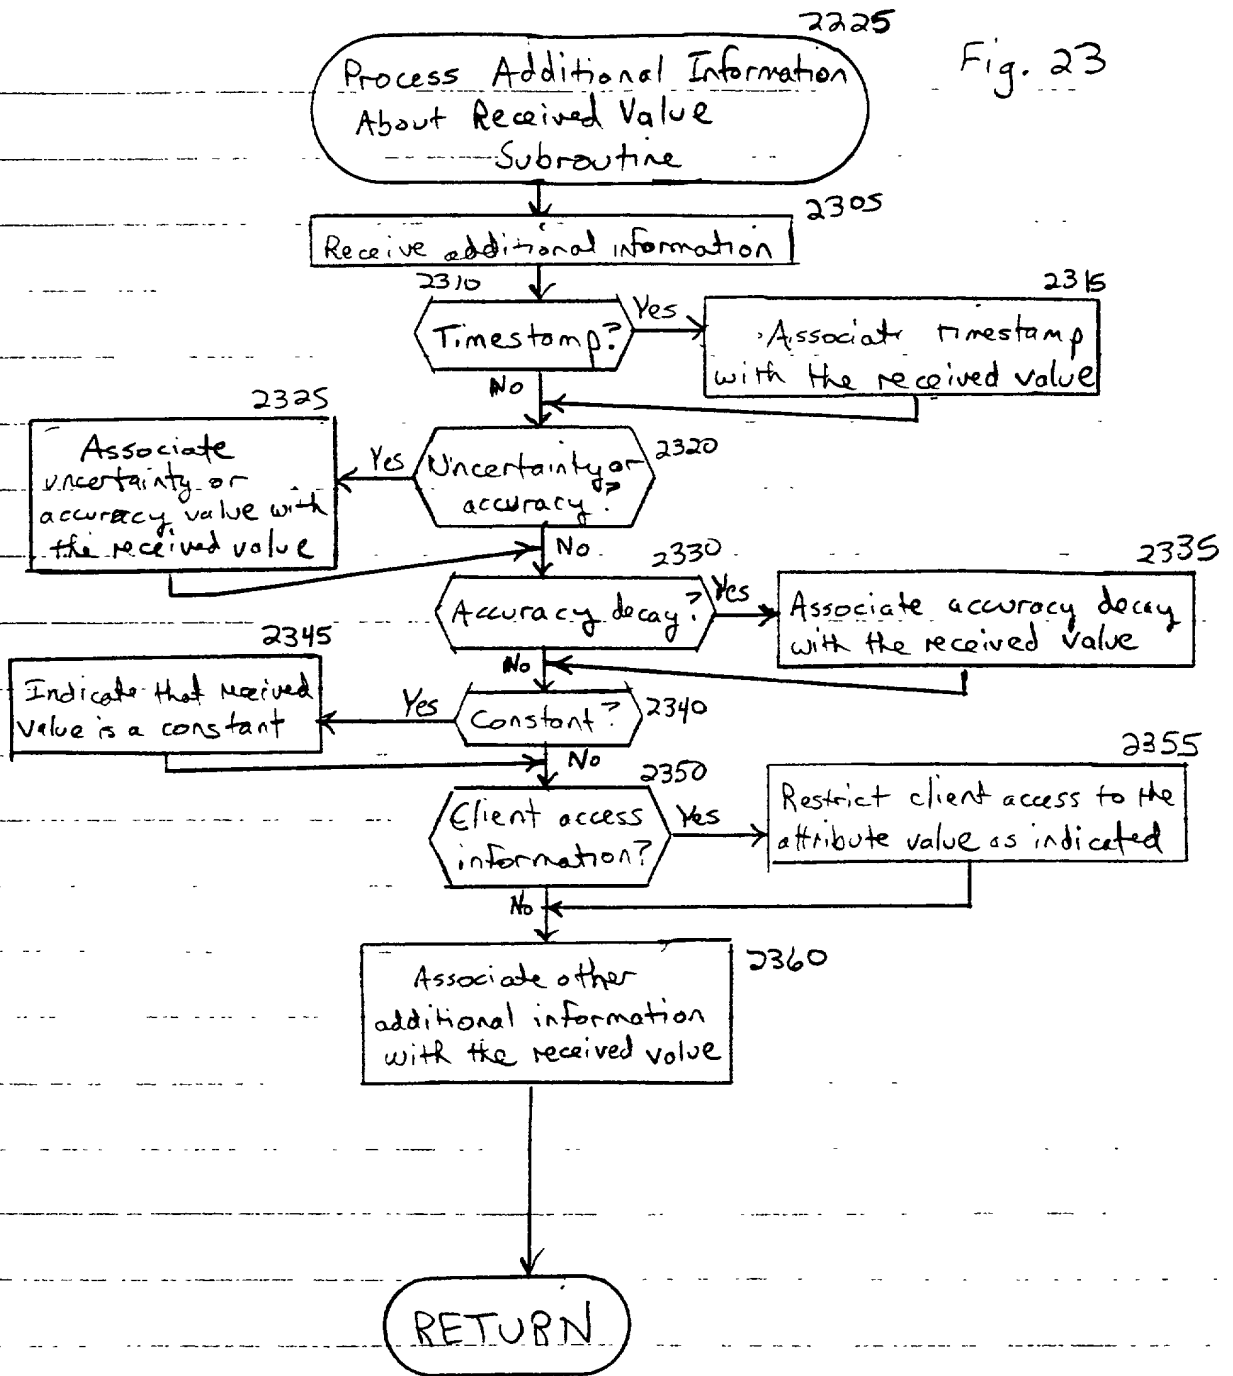 2225
Fig. 23
Process Additional Information
About Received Value
Subroutine
2305
Receive additional information
2310
Timestamp?
Yes
2315
Associate timestamp
with the received value
No
2325
Associate
uncertainty or
accuracy value with
the received value
Yes
Uncertainty or
accuracy?
2320
No
2330
Accuracy decay?
Yes
2335
Associate accuracy decay
with the received value
No
2345
Indicate that received
value is a constant
Yes
Constant?
2340
No
2350
Client access
information?
Yes
2355
Restrict client access to the
attribute value as indicated
No
2360
Associate other
additional information
with the received value
RETURN